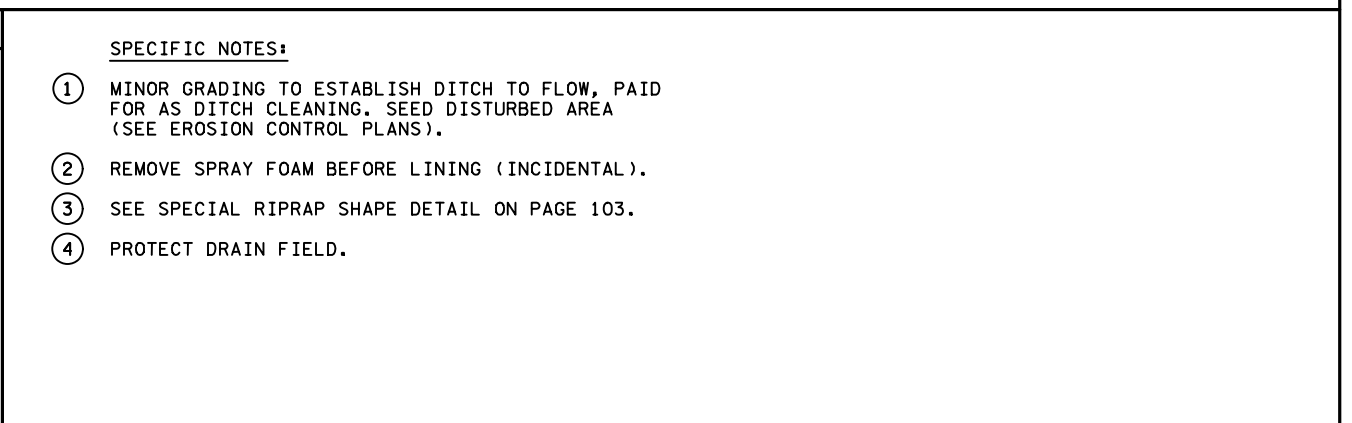 SPECIFIC NOTES:
1 MINOR GRADING TO ESTABLISH DITCH TO FLOW, PAID
FOR AS DITCH CLEANING. SEED DISTURBED AREA
(SEE EROSION CONTROL PLANS).
2 REMOVE SPRAY FOAM BEFORE LINING (INCIDENTAL).
3 SEE SPECIAL RIPRAP SHAPE DETAIL ON PAGE 103.
4 PROTECT DRAIN FIELD.